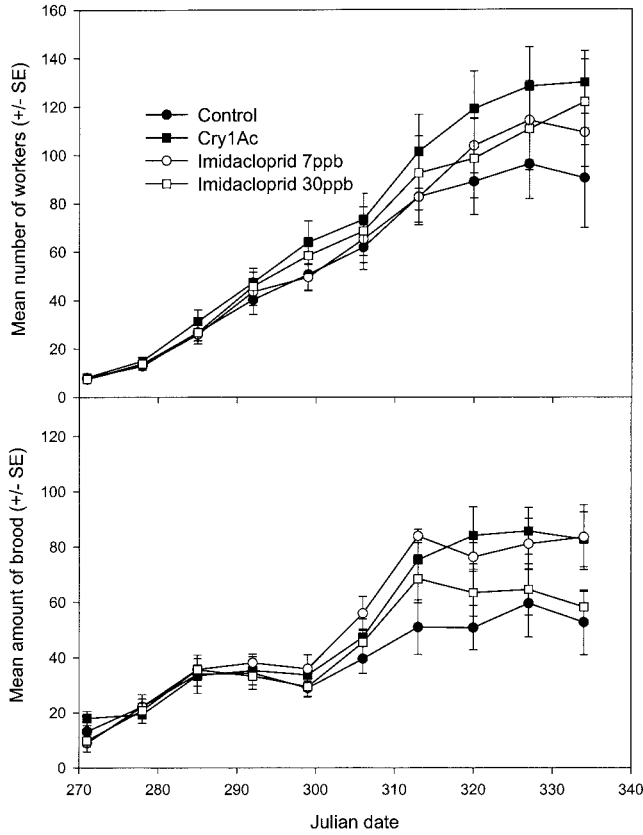 160
140
120
100
80
60
40
20
0
Mean number of workers (+/- SE)
Control
Cry1Ac
Imidacloprid 7ppb
Imidacloprid 30ppb
120
100
80
60
40
20
0
Mean amount of brood (+/- SE)
270 280 290 300 310 320 330 340
Julian date